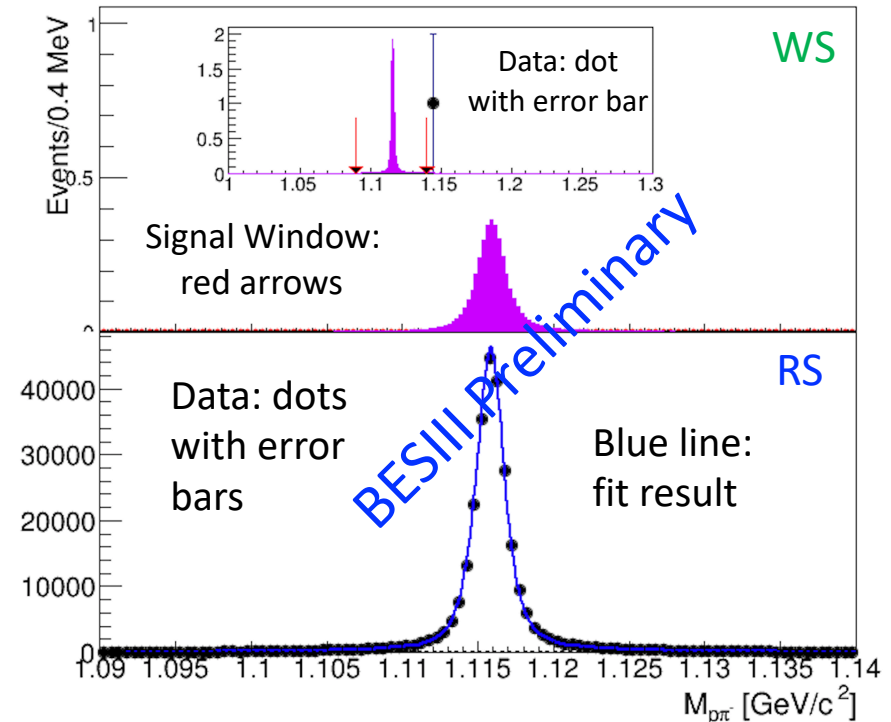 Events/0.4 MeV
1
0.5
0
WS
2
1.5
1
0.5
0
1 1.05 1.1 1.15 1.2 1.25 1.3
Data: dot
with error bar
Signal Window:
red arrows
BESIII Preliminary
RS
40000
30000
20000
10000
0
Data: dots
with error
bars
Blue line:
fit result
1.09 1.095 1.1 1.105 1.11 1.115 1.12 1.125 1.13 1.135 1.14
M_{pπ^-} [GeV/c^2]